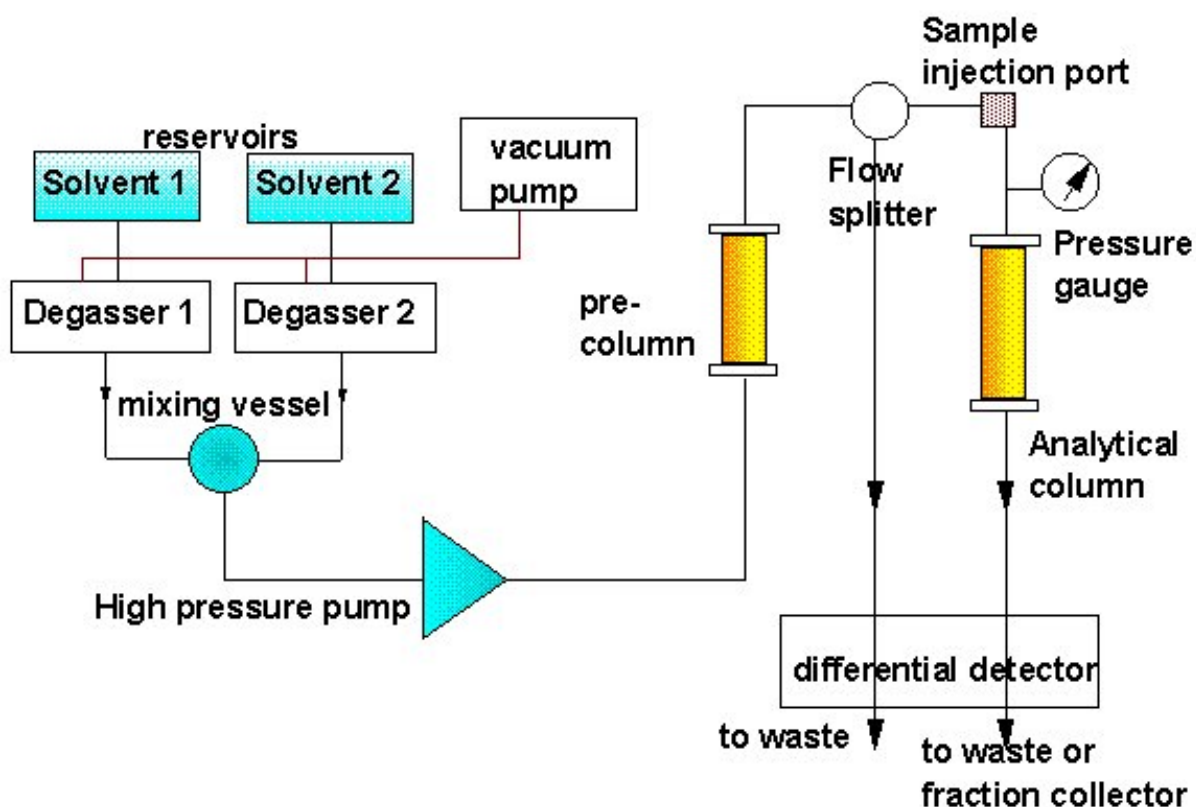 Sample
injection port
reservoirs
Solvent 1
Solvent 2
vacuum
pump
Flow
splitter
Pressure
gauge
Degasser 1
Degasser 2
pre-
column
mixing vessel
Analytical
column
High pressure pump
differential detector
to waste
to waste or
fraction collector